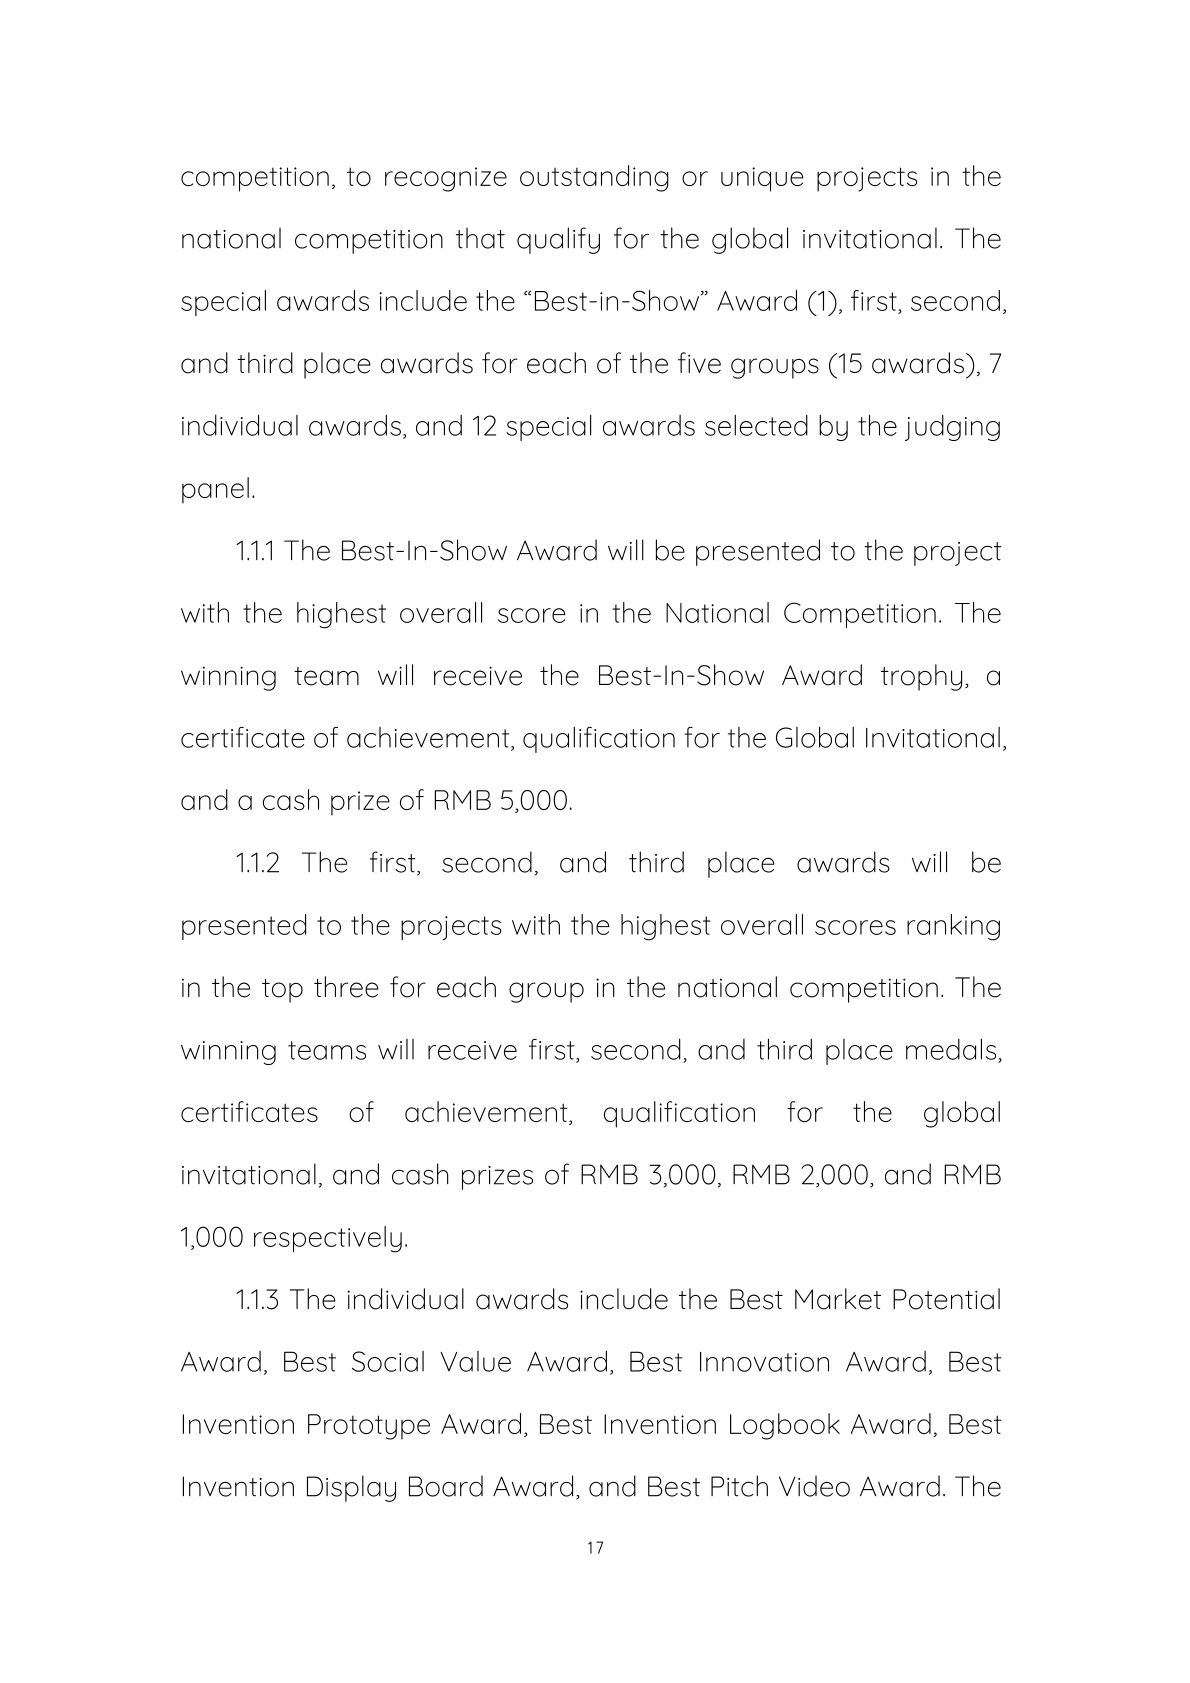 competition, to recognize outstanding or unique projects in the
national competition that qualify for the global invitational. The
special awards include the “Best-in-Show” Award (1), first, second,
and third place awards for each of the five groups (15 awards), 7
individual awards, and 12 special awards selected by the judging
panel.
1.1.1 The Best-In-Show Award will be presented to the project
with the highest overall score in the National Competition. The
winning team will receive the Best-In-Show Award trophy, a
certificate of achievement, qualification for the Global Invitational,
and a cash prize of RMB 5,000.
1.1.2 The first, second, and third place awards will be
presented to the projects with the highest overall scores ranking
in the top three for each group in the national competition. The
winning teams will receive first, second, and third place medals,
certificates of achievement, qualification for the global
invitational, and cash prizes of RMB 3,000, RMB 2,000, and RMB
1,000 respectively.
1.1.3 The individual awards include the Best Market Potential
Award, Best Social Value Award, Best Innovation Award, Best
Invention Prototype Award, Best Invention Logbook Award, Best
Invention Display Board Award, and Best Pitch Video Award. The
17